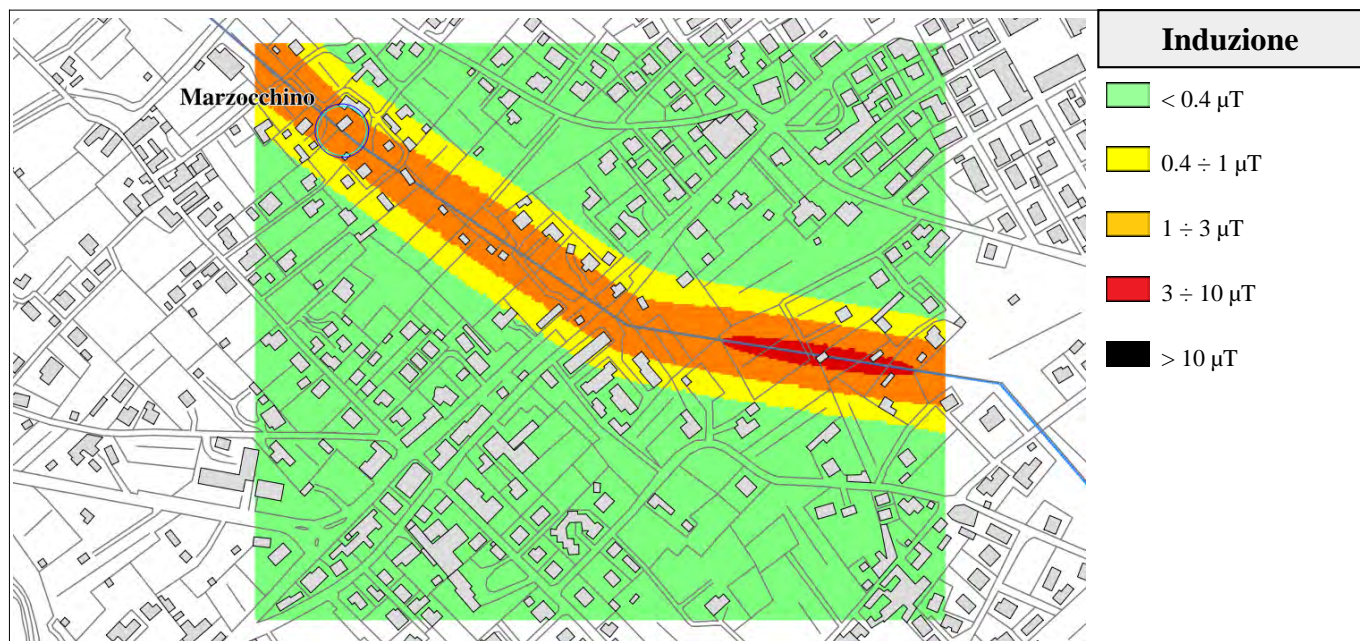 Induzione
Marzocchino
< 0.4 µT
0.4 ÷ 1 µT
1 ÷ 3 µT
3 ÷ 10 µT
> 10 µT